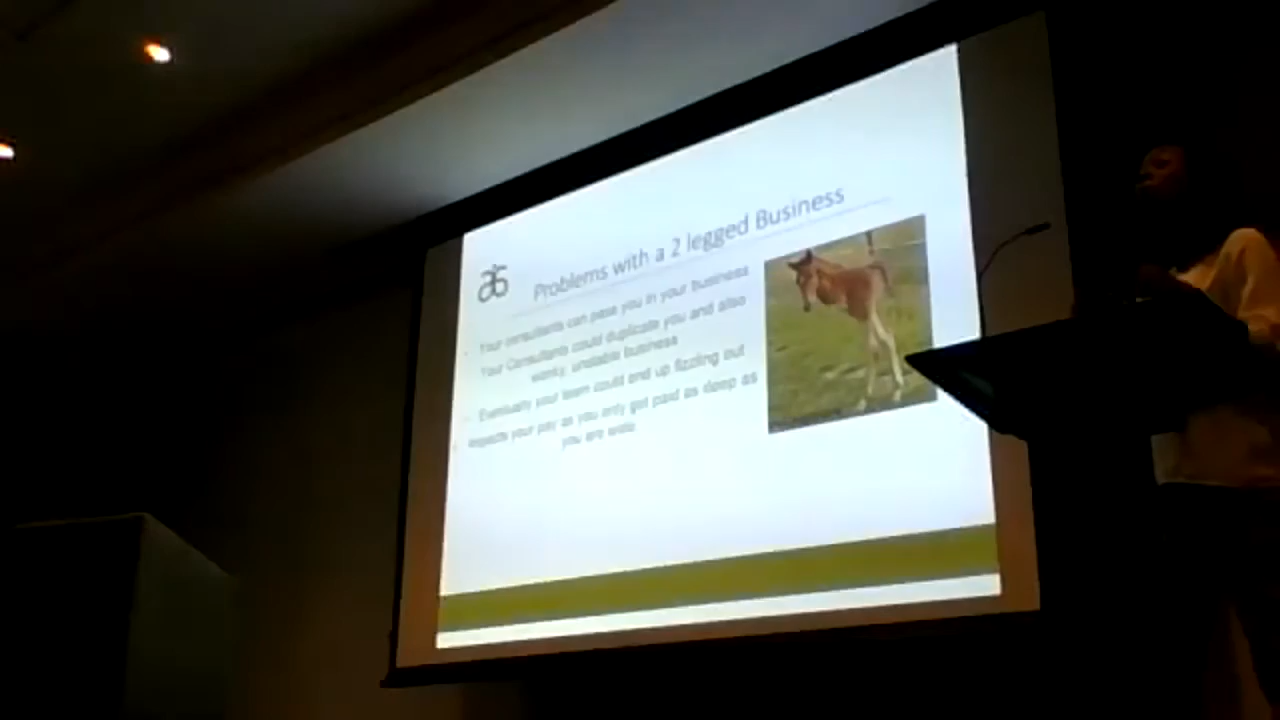 Problems with a 2 legged Business
Your consultants can pass you in your business
Your Consultants could duplicate you and also
wonky, unstable business
Eventually your team could end up fizzling out
Impacts your pay as you only get paid as deep as
you are wide